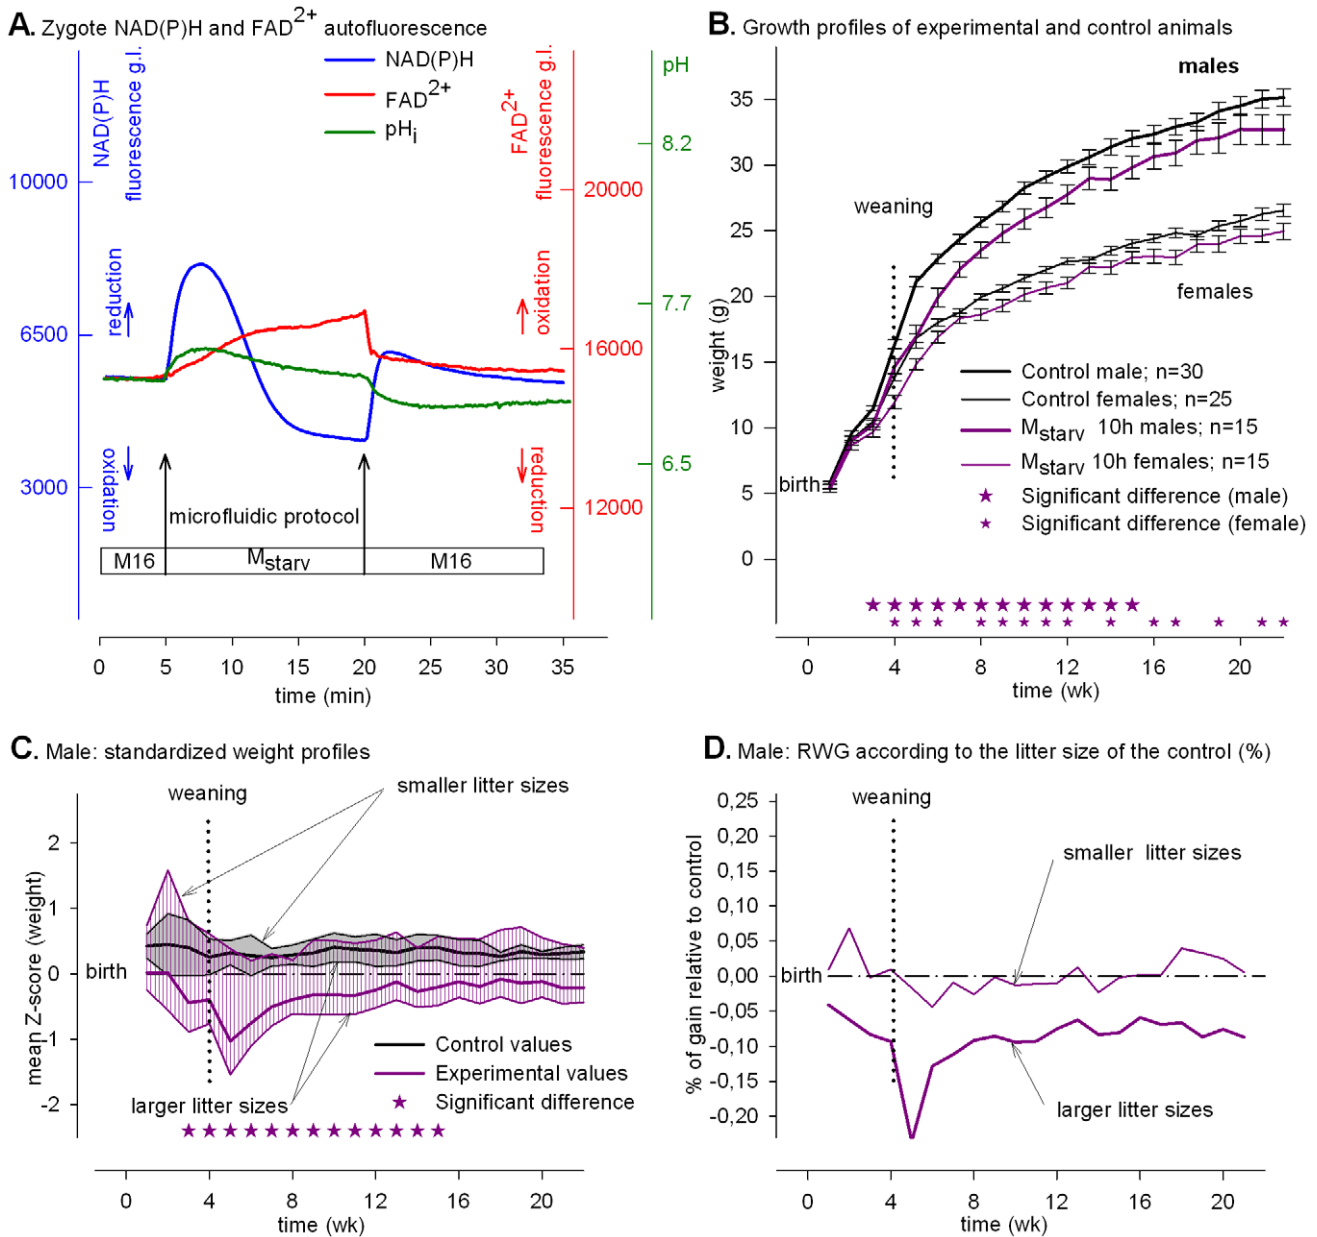 A. Zygote NAD(P)H and FAD2+ autofluorescence
NAD(P)H
fluorescence g.l.
NAD(P)H
FAD2+
pHi
FAD2+
fluorescence g.l.
pH
10000
6500
3000
reduction
oxidation
20000
16000
12000
oxidation
reduction
8.2
7.7
6.5
microfluidic protocol
M16
Mstarv
M16
0 5 10 15 20 25 30 35
time (min)
B. Growth profiles of experimental and control animals
males
weaning
females
weight (g)
35
30
25
20
15
10
5
0
birth
Control male; n=30
Control females; n=25
Mstarv 10h males; n=15
Mstarv 10h females; n=15
Significant difference (male)
Significant difference (female)
0 4 8 12 16 20
time (wk)
C. Male: standardized weight profiles
weaning
smaller litter sizes
mean Z-score (weight)
2
1
0
-1
-2
birth
Control values
Experimental values
Significant difference
larger litter sizes
0 4 8 12 16 20
time (wk)
D. Male: RWG according to the litter size of the control (%)
weaning
smaller litter sizes
% of gain relative to control
0,25
0,20
0,15
0,10
0,05
0,00
-0,05
-0,10
-0,15
-0,20
birth
larger litter sizes
0 4 8 12 16 20
time (wk)